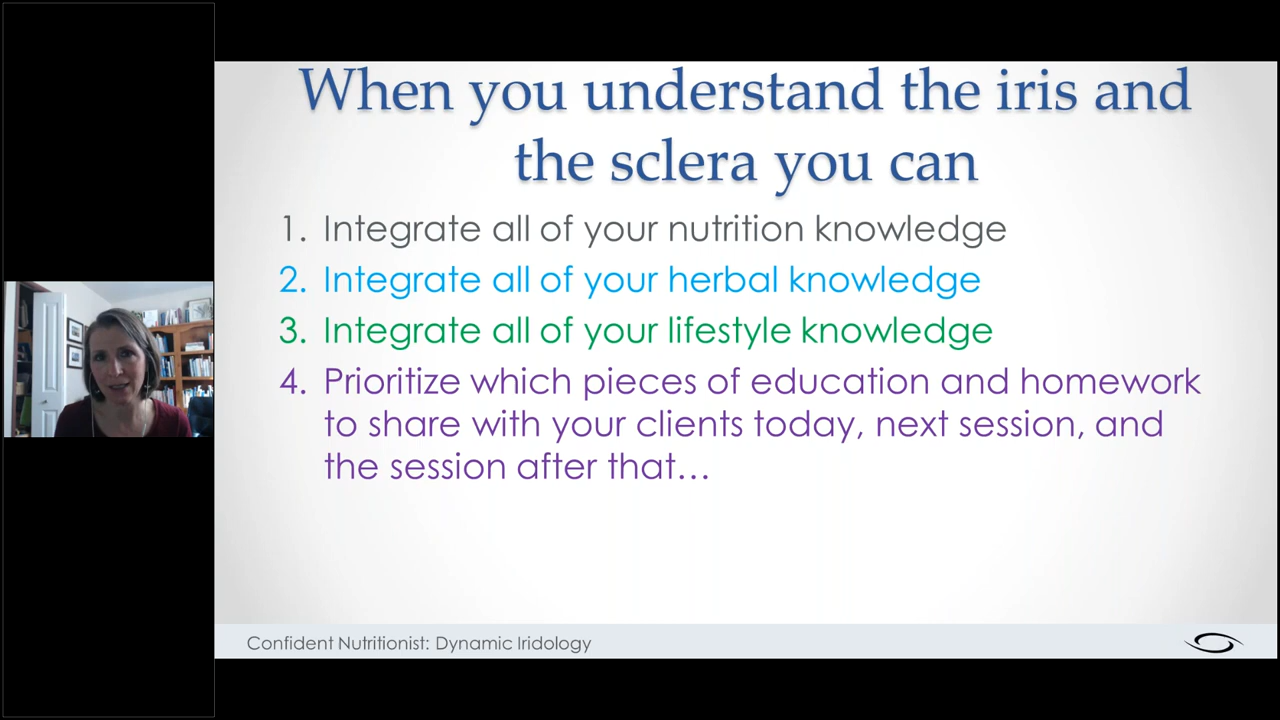 When you understand the iris and
the sclera you can
1. Integrate all of your nutrition knowledge
2. Integrate all of your herbal knowledge
3. Integrate all of your lifestyle knowledge
4. Prioritize which pieces of education and homework
to share with your clients today, next session, and
the session after that…
Confident Nutritionist: Dynamic Iridology